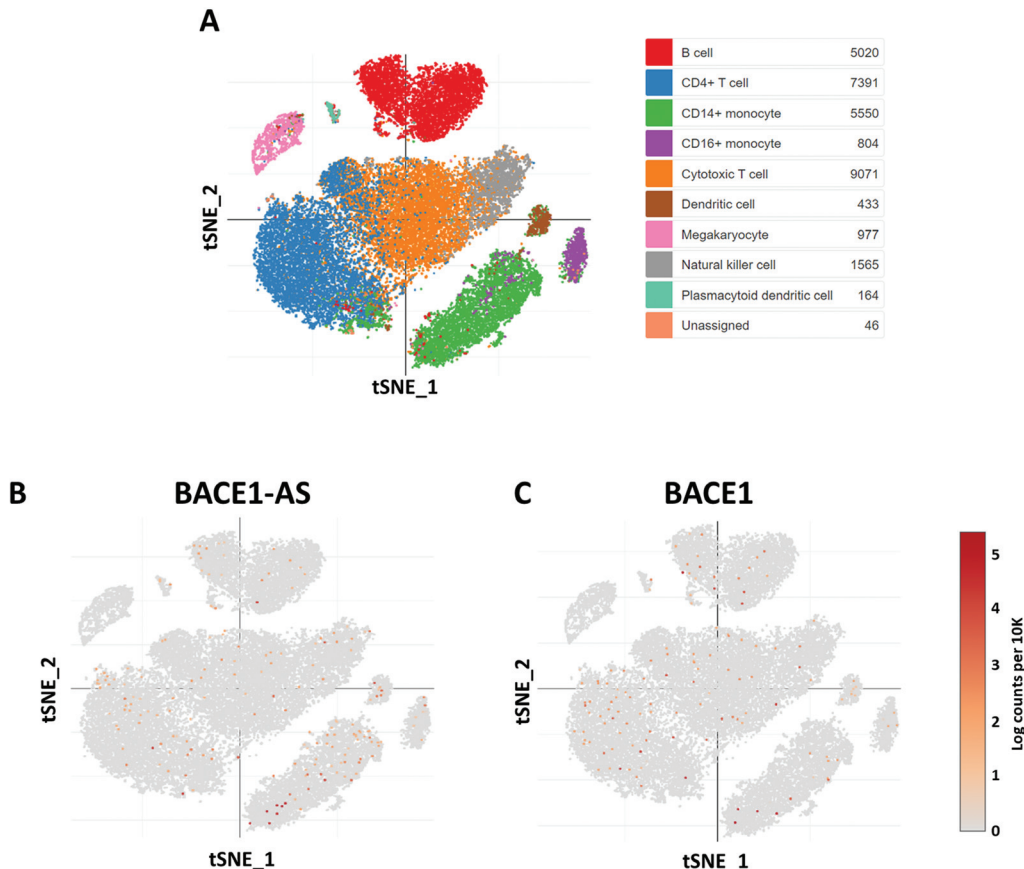 A
B cell 5020
CD4+ T cell 7391
CD14+ monocyte 5550
CD16+ monocyte 804
Cytotoxic T cell 9071
Dendritic cell 433
Megakaryocyte 977
Natural killer cell 1565
Plasmacytoid dendritic cell 164
Unassigned 46
tSNE_2
tSNE_1
B
BACE1-AS
tSNE_2
tSNE_1
C
BACE1
tSNE_2
tSNE_1
5
4
3
2
1
0
Log counts per 10K